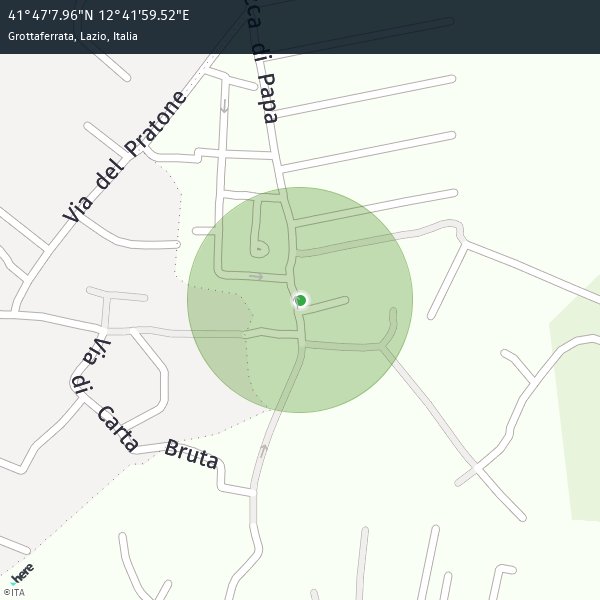 41°47'7.96"N 12°41'59.52"E
Grottaferrata, Lazio, Italia
cca di Papa
Via del Pratone
Via di Carta Bruta
here
©ITA